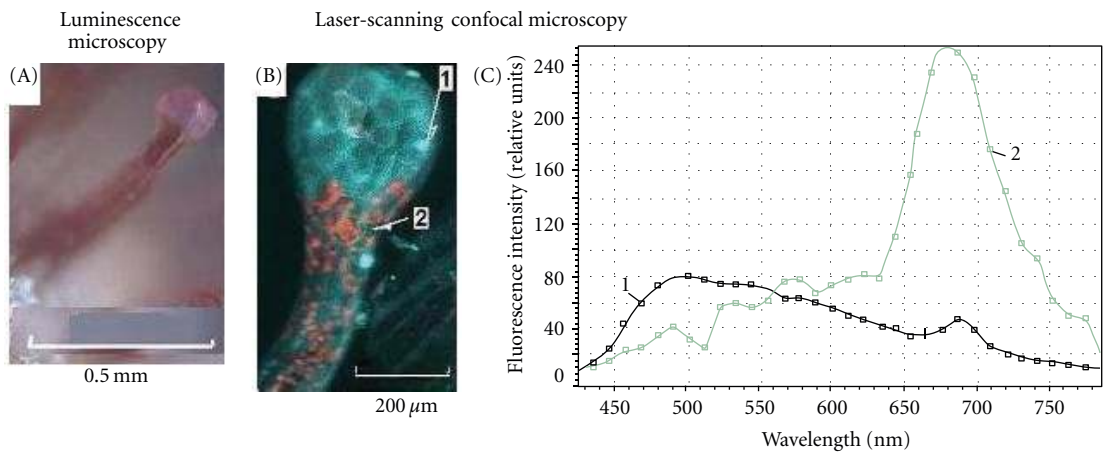 Luminescence
microscopy
Laser-scanning confocal microscopy
(A)
0.5 mm
(B)
1
2
200 µm
(C)
Fluorescence intensity (relative units)
240
200
160
120
80
40
0
1
2
450 500 550 600 650 700 750
Wavelength (nm)